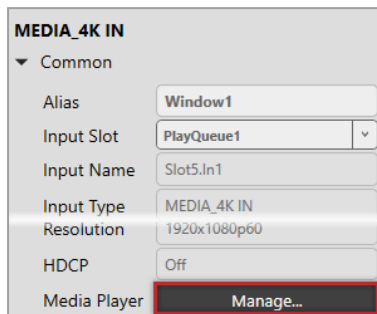 MEDIA_4K IN
Common
Alias Window1
Input Slot PlayQueue1
Input Name Slot5.In1
Input Type MEDIA_4K IN
Resolution 1920x1080p60
HDCP Off
Media Player Manage...